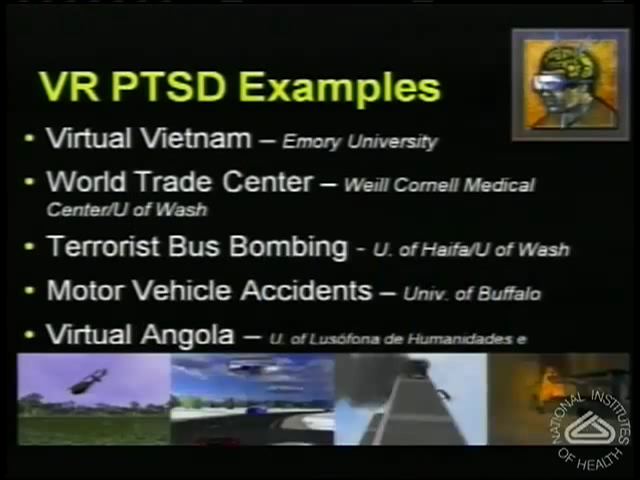 VR PTSD Examples
• Virtual Vietnam – Emory University
• World Trade Center – Weill Cornell Medical
Center/U of Wash
• Terrorist Bus Bombing - U. of Haifa/U of Wash
• Motor Vehicle Accidents – Univ. of Buffalo
• Virtual Angola – U. of Lusófona de Humanidades e
NATIONAL INSTITUTES
OF HEALTH